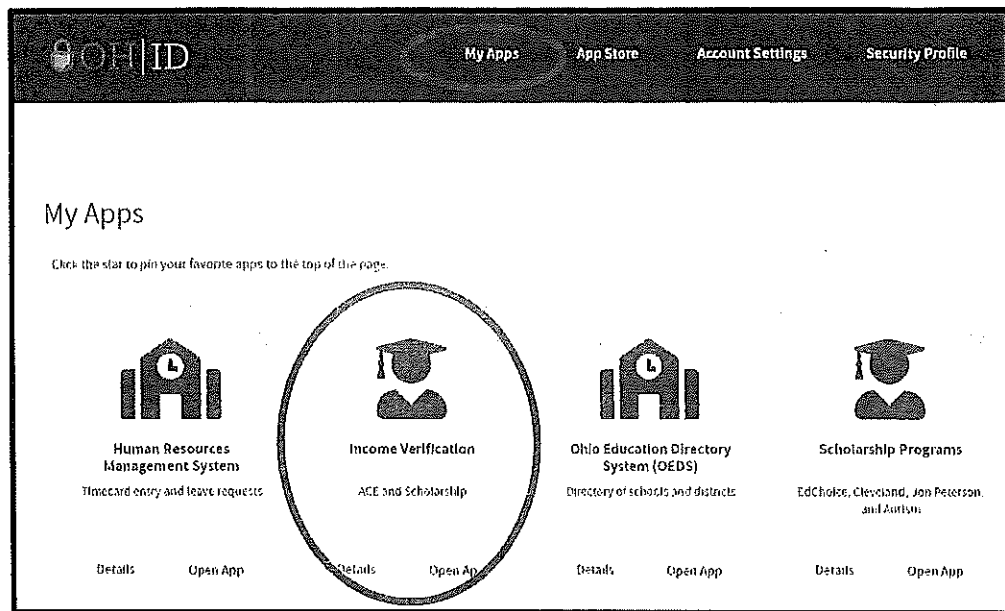 OH|ID
My Apps App Store Account Settings Security Profile
My Apps
Click the star to pin your favorite apps to the top of the page.
Human Resources Management System
Income Verification
Ohio Education Directory System (OEDS)
Scholarship Programs
Timecard entry and leave requests
ACE and Scholarship
Directory of schools and districts
EdChoice, Cleveland, Jon Peterson, and Autism
Details Open App Details Open Ap Details Open App Details Open App